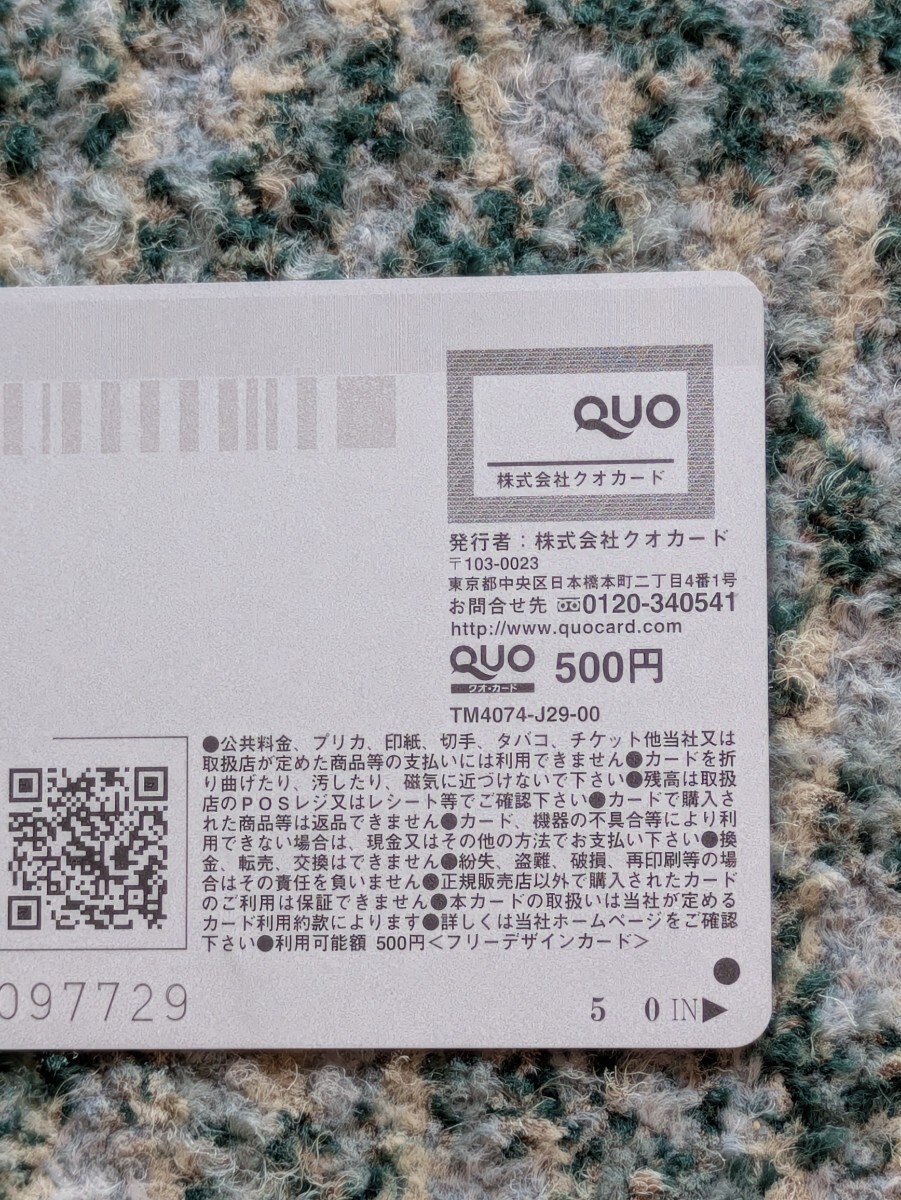 QUO
株式会社クオカード
発行者：株式会社クオカード
〒103-0023
東京都中央区日本橋本町二丁目4番1号
お問合せ先 0120-340541
http://www.quocard.com
QUO 500円
クオ・カード
TM4074-J29-00
●公共料金、プリカ、印紙、切手、タバコ、チケット他当社又は
取扱店が定めた商品等の支払いには利用できません●カードを折
り曲げたり、汚したり、磁気に近づけないで下さい●残高は取扱
店のＰＯＳレジ又はレシート等でご確認下さい●カードで購入さ
れた商品等は返品できません●カード、機器の不具合等により利
用できない場合は、現金又はその他の方法でお支払い下さい●換
金、転売、交換はできません●紛失、盗難、破損、再印刷等の場
合はその責任を負いません●正規販売店以外で購入されたカード
のご利用は保証できません●本カードの取扱いは当社が定める
カード利用約款によります●詳しくは当社ホームページをご確認
下さい●利用可能額 500円＜フリーデザインカード＞
097729
5 0 IN▶